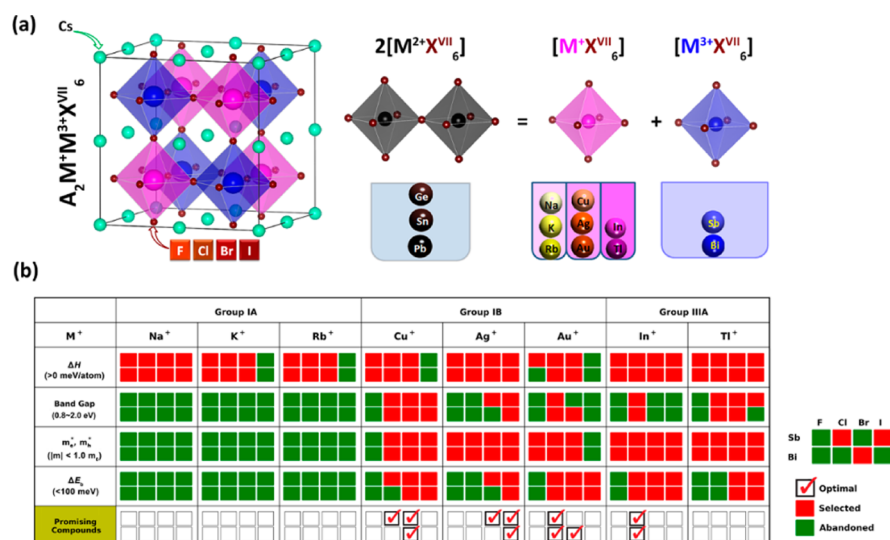 (a)
Cs
A2M+M3+XVII6
F Cl Br I
2[M2+XVII6]
[M+XVII6]
[M3+XVII6]
=
+
Ge
Sn
Pb
Na
K
Rb
Cu
Ag
Au
In
Tl
Sb
Bi
(b)
Group IA Group IB Group IIIA
M+ Na+ K+ Rb+ Cu+ Ag+ Au+ In+ Tl+
ΔH
(>0 meV/atom)
Band Gap
(0.8~2.0 eV)
m*e, m*h
(|m| < 1.0 me)
ΔEb
(<100 meV)
Promising
Compounds
F Cl Br I
Sb
Bi
Optimal
Selected
Abandoned